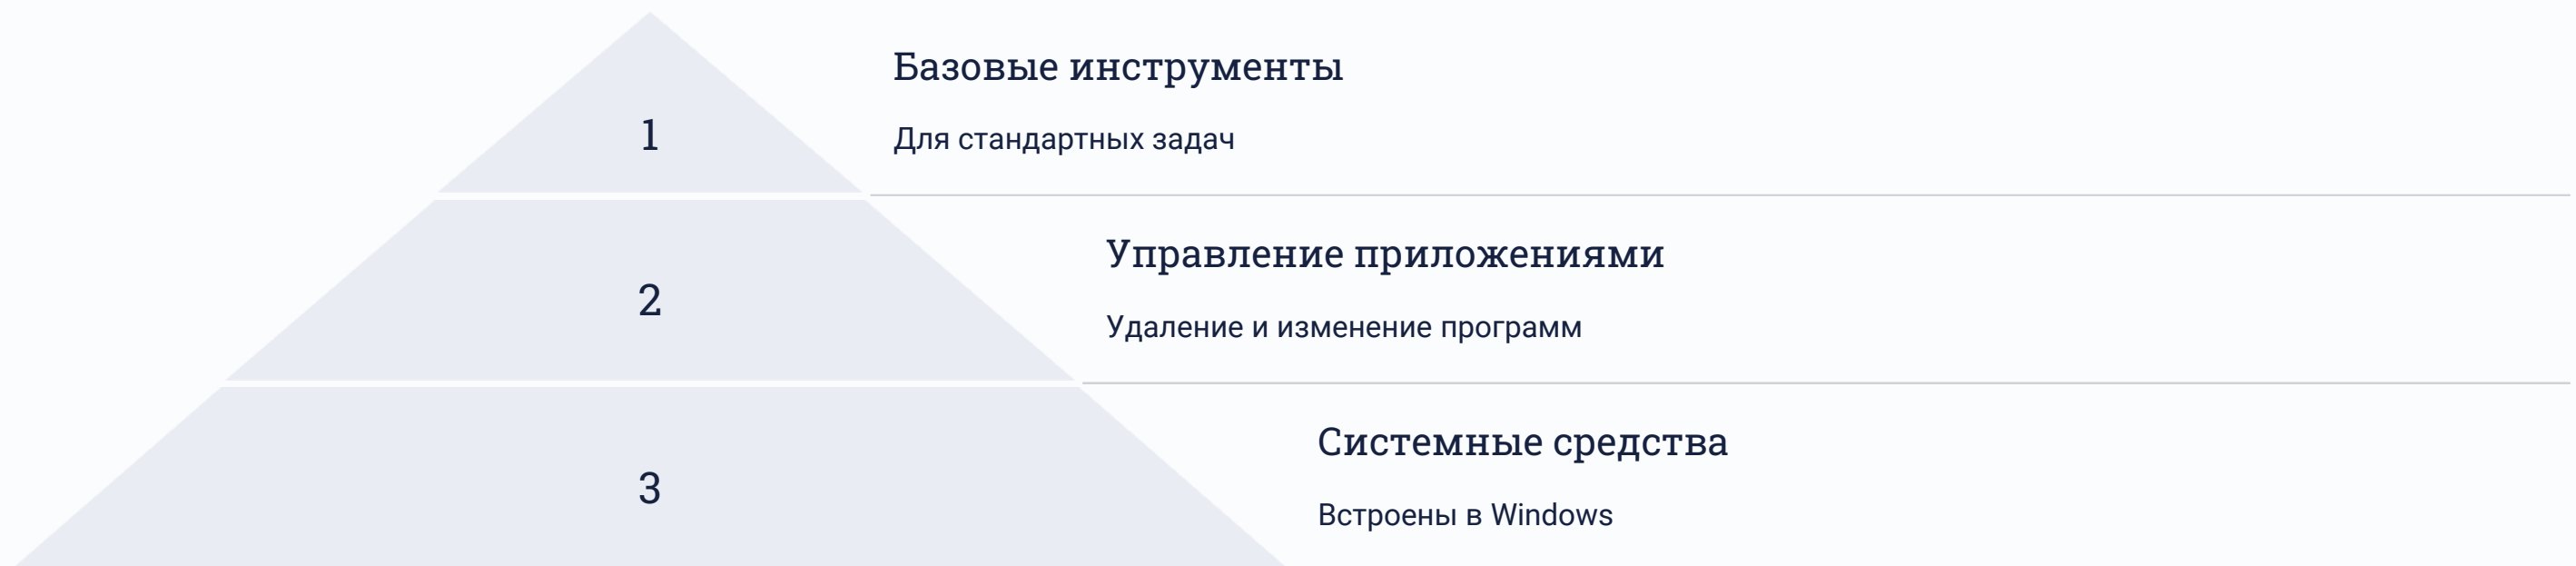 1
Базовые инструменты
Для стандартных задач
2
Управление приложениями
Удаление и изменение программ
3
Системные средства
Встроены в Windows